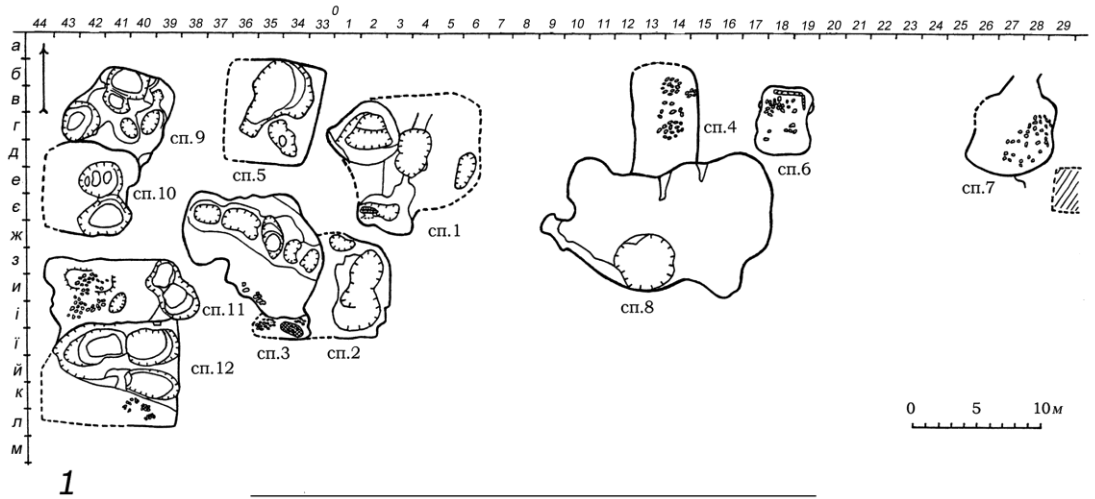 0
44 43 42 41 40 39 38 37 36 35 34 33 1 2 3 4 5 6 7 8 9 10 11 12 13 14 15 16 17 18 19 20 21 22 23 24 25 26 27 28 29
а
б
в
г
д
е
є
ж
з
и
і
ї
й
к
л
м
сп.9
сп.5
сп.4
сп.6
сп.10
сп.7
сп.1
сп.11
сп.8
сп.3 сп.2
сп.12
0 5 10 м
1